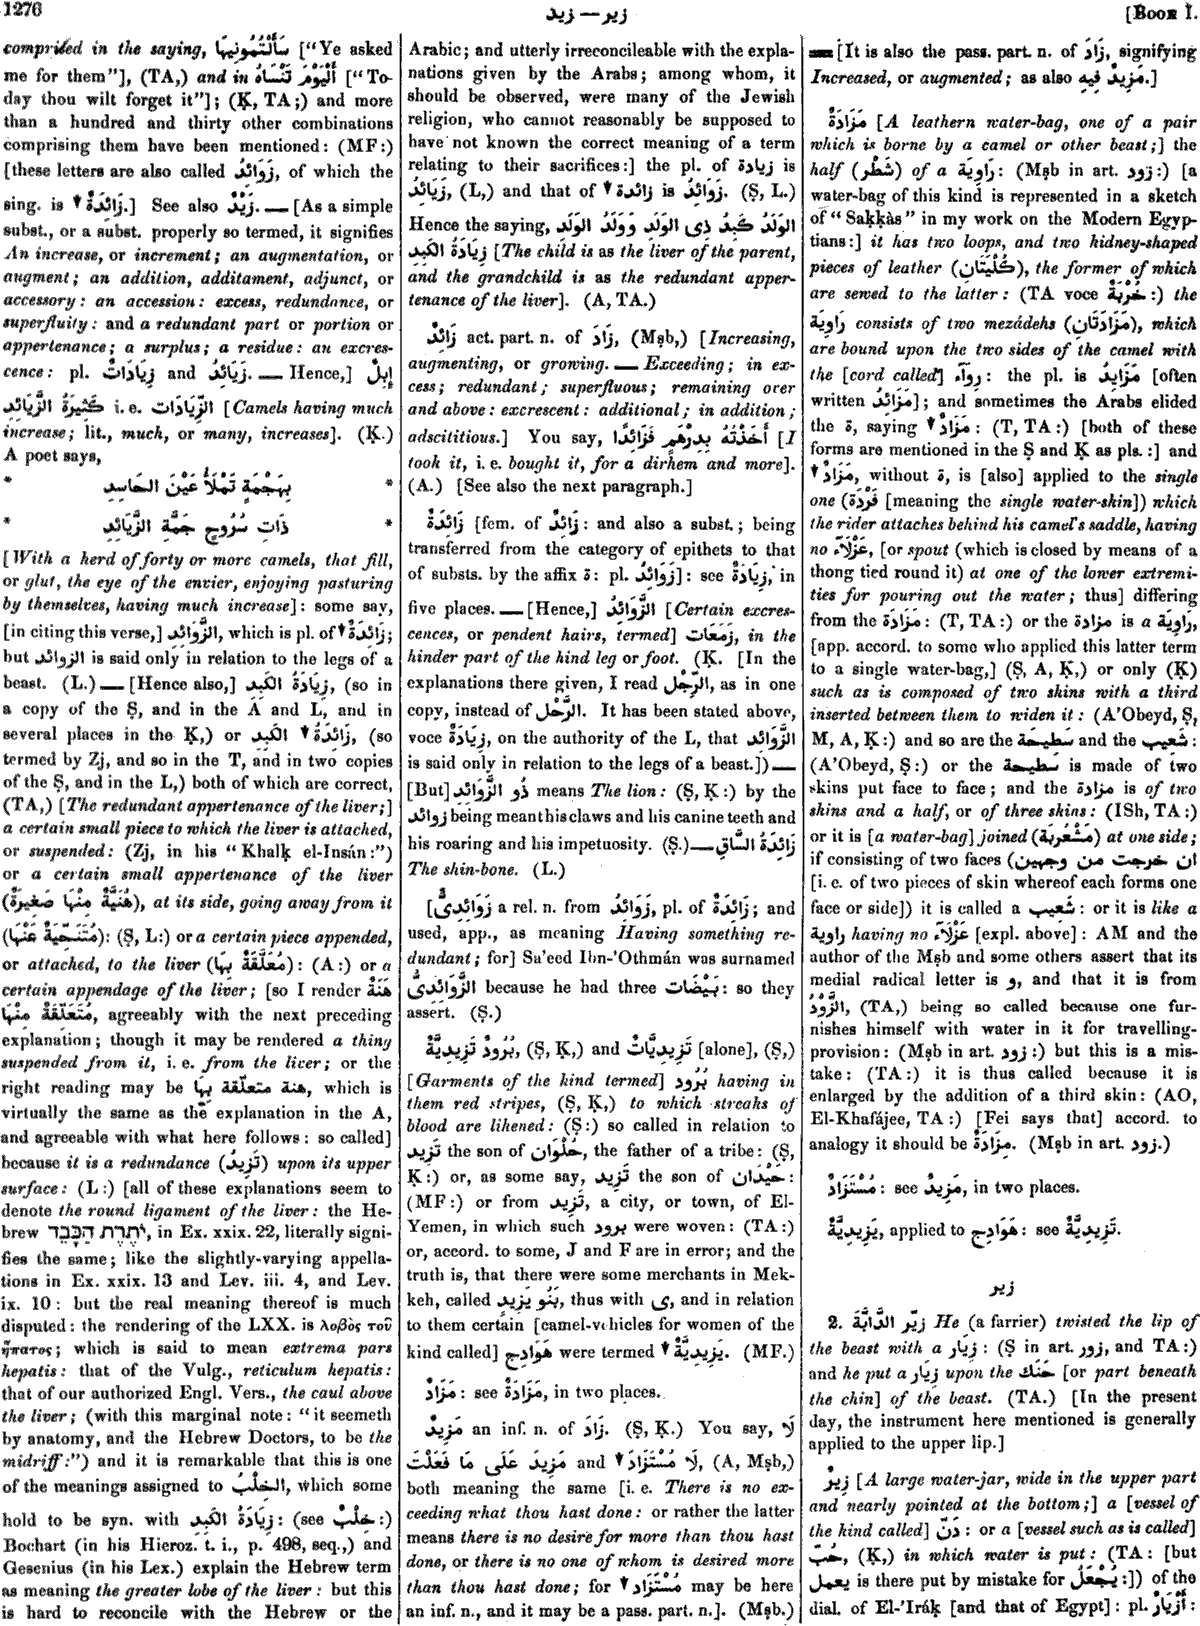 1276
زير — زيد
[Book I.
comprised in the saying, سَأَلْتُمُونِيهَا ["Ye asked
me for them"], (TA,) and in أَلْيَوْمَ تَنْسَاهُ ["To-
day thou wilt forget it"]; (Ḳ, TA;) and more
than a hundred and thirty other combinations
comprising them have been mentioned: (MF:)
[these letters are also called زَوَائِدُ, of which the
sing. is زَائِدَةٌ.] See also زَيْدٌ. — [As a simple
subst., or a subst. properly so termed, it signifies
An increase, or increment; an augmentation, or
augment; an addition, additament, adjunct, or
accessory: an accession: excess, redundance, or
superfluity: and a redundant part or portion or
appertenance; a surplus; a residue: an excres-
cence: pl. زِيَادَاتٌ and زَيَائِدُ. — Hence,] إِبِلٌ
كَثِيرَةُ الزَّيَائِدِ i. e. الزِّيَادَاتِ [Camels having much
increase; lit., much, or many, increases]. (Ḳ.)
A poet says,
* بِهَجْمَةٍ تَمْلَأُ عَيْنَ الحَاسِدِ *
* ذَاتِ سُرُوحٍ جَمَّةِ الزَّيَائِدِ *
[With a herd of forty or more camels, that fill,
or glut, the eye of the envier, enjoying pasturing
by themselves, having much increase]: some say,
[in citing this verse,] الزَّوَائِدِ, which is pl. of زَائِدَةٌ;
but الزوائد is said only in relation to the legs of a
beast. (L.) — [Hence also,] زِيَادَةُ الكَبِدِ, (so in
a copy of the Ṣ, and in the A and L, and in
several places in the Ḳ,) or زَائِدَةُ الكَبِدِ, (so
termed by Zj, and so in the T, and in two copies
of the Ṣ, and in the L,) both of which are correct,
(TA,) [The redundant appertenance of the liver;]
a certain small piece to which the liver is attached,
or suspended: (Zj, in his "Khalḳ el-Insán:")
or a certain small appertenance of the liver
(هُنَيَّةٌ مِنْهَا صَغِيرَةٌ), at its side, going away from it
(مُتَنَحِّيَةٌ عَنْهَا): (Ṣ, L:) or a certain piece appended,
or attached, to the liver (مُعَلَّقَةٌ بِهَا): (A:) or a
certain appendage of the liver; [so I render هَنَةٌ
مُتَعَلِّقَةٌ مِنْهَا, agreeably with the next preceding
explanation; though it may be rendered a thing
suspended from it, i. e. from the liver; or the
right reading may be هنة متعلّقة بِهَا, which is
virtually the same as the explanation in the A,
and agreeable with what here follows: so called]
because it is a redundance (تَزِيدُ) upon its upper
surface: (L:) [all of these explanations seem to
denote the round ligament of the liver: the He-
brew יֹתֶרֶת הַכָּבֵד, in Ex. xxix. 22, literally signi-
fies the same; like the slightly-varying appella-
tions in Ex. xxix. 13 and Lev. iii. 4, and Lev.
ix. 10: but the real meaning thereof is much
disputed: the rendering of the LXX. is λοβὸς τοῦ
ἥπατος; which is said to mean extrema pars
hepatis: that of the Vulg., reticulum hepatis:
that of our authorized Engl. Vers., the caul above
the liver; (with this marginal note: "it seemeth
by anatomy, and the Hebrew Doctors, to be the
midriff:") and it is remarkable that this is one
of the meanings assigned to الخِلْبُ, which some
hold to be syn. with زِيَادَةُ الكَبِدِ: (see خِلْبٌ:)
Bochart (in his Hieroz. t. i., p. 498, seq.,) and
Gesenius (in his Lex.) explain the Hebrew term
as meaning the greater lobe of the liver: but this
is hard to reconcile with the Hebrew or the
Arabic; and utterly irreconcileable with the expla-
nations given by the Arabs; among whom, it
should be observed, were many of the Jewish
religion, who cannot reasonably be supposed to
have not known the correct meaning of a term
relating to their sacrifices:] the pl. of زيادة is
زَيَائِدُ, (L,) and that of زائدة is زَوَائِدُ. (Ṣ, L.)
Hence the saying, الوَلَدُ كَبِدُ ذِى الوَلَدِ وَوَلَدُ الوَلَدِ
زِيَادَةُ الكَبِدِ [The child is as the liver of the parent,
and the grandchild is as the redundant apper-
tenance of the liver]. (A, TA.)
زَائِدٌ act. part. n. of زَادَ, (Mṣb,) [Increasing,
augmenting, or growing. — Exceeding; in ex-
cess; redundant; superfluous; remaining over
and above: excrescent: additional; in addition;
adscititious.] You say, أَخَذْتُهُ بِدِرْهَمٍ فَزَائِدًا [I
took it, i. e. bought it, for a dirhem and more].
(A.) [See also the next paragraph.]
زَائِدَةٌ [fem. of زَائِدٌ: and also a subst.; being
transferred from the category of epithets to that
of substs. by the affix ة: pl. زَوَائِدُ]: see زِيَادَةٌ, in
five places. — [Hence,] الزَّوَائِدُ [Certain excres-
cences, or pendent hairs, termed] زَمَعَات, in the
hinder part of the hind leg or foot. (Ḳ. [In the
explanations there given, I read الرِّجْل, as in one
copy, instead of الرَّحْل. It has been stated above,
voce زِيَادَةٌ, on the authority of the L, that الزَّوَائِد
is said only in relation to the legs of a beast.]) —
[But] ذُو الزَّوَائِدِ means The lion: (Ṣ, Ḳ:) by the
زوائد being meant his claws and his canine teeth and
his roaring and his impetuosity. (Ṣ.) — زَائِدَةُ السَّاقِ
The shin-bone. (L.)
[زَوَائِدِىٌّ a rel. n. from زَوَائِدُ, pl. of زَائِدَةٌ; and
used, app., as meaning Having something re-
dundant; for] Sa'eed Ibn-'Othmán was surnamed
الزَّوَائِدِىُّ because he had three بَيْضَات: so they
assert. (Ṣ.)
بُرُودٌ تَزِيدِيَّةٌ, (Ṣ, Ḳ,) and تَزِيدِيَّاتٌ [alone], (Ṣ,)
[Garments of the kind termed] بُرُود having in
them red stripes, (Ṣ, Ḳ,) to which streaks of
blood are likened: (Ṣ:) so called in relation to
تَزِيد the son of حُلْوَان, the father of a tribe: (Ṣ,
Ḳ:) or, as some say, تَزِيد the son of حَيْدَان:
(MF:) or from تَزِيد, a city, or town, of El-
Yemen, in which such برود were woven: (TA:)
or, accord. to some, J and F are in error; and the
truth is, that there were some merchants in Mek-
keh, called بَنُو يَزِيد, thus with ى, and in relation
to them certain [camel-vehicles for women of the
kind called] هَوَادِج were termed يَزِيدِيَّةٌ. (MF.)
مَزَادٌ: see مَزَادَةٌ, in two places.
مَزِيدٌ an inf. n. of زَادَ. (Ṣ, Ḳ.) You say, لَا
مَزِيدَ عَلَى مَا فَعَلْتَ and لَا مُسْتَزَادَ, (A, Mṣb,)
both meaning the same [i. e. There is no ex-
ceeding what thou hast done: or rather the latter
means there is no desire for more than thou hast
done, or there is no one of whom is desired more
than thou hast done; for مُسْتَزَاد may be here
an inf. n., and it may be a pass. part. n.]. (Mṣb.)
— [It is also the pass. part. n. of زَادَ, signifying
Increased, or augmented; as also مَزِيدٌ فِيهِ.]
مَزَادَةٌ [A leathern water-bag, one of a pair
which is borne by a camel or other beast;] the
half (شَطْر) of a رَاوِيَة: (Mṣb in art. زود:) [a
water-bag of this kind is represented in a sketch
of "Saḳḳàs" in my work on the Modern Egyp-
tians:] it has two loops, and two kidney-shaped
pieces of leather (كُلْيَتَانِ), the former of which
are sewed to the latter: (TA voce خُرْبَةٌ:) the
رَاوِيَة consists of two mezádehs (مَزَادَتَانِ), which
are bound upon the two sides of the camel with
the [cord called] رِوَآء: the pl. is مَزَايِدُ [often
written مَزَائِدُ]; and sometimes the Arabs elided
the ة, saying مَزَادٌ: (T, TA:) [both of these
forms are mentioned in the Ṣ and Ḳ as pls.:] and
مَزَادٌ, without ة, is [also] applied to the single
one (فَرْدَة [meaning the single water-skin]) which
the rider attaches behind his camel's saddle, having
no عَزْلَآء, [or spout (which is closed by means of a
thong tied round it) at one of the lower extremi-
ties for pouring out the water; thus] differing
from the مَزَادَة: (T, TA:) or the مزادة is a رَاوِيَة,
[app. accord. to some who applied this latter term
to a single water-bag,] (Ṣ, A, Ḳ,) or only (Ḳ)
such as is composed of two skins with a third
inserted between them to widen it: (A'Obeyd, Ṣ,
M, A, Ḳ:) and so are the سَطِيحَة and the شَعِيب:
(A'Obeyd, Ṣ:) or the سَطِيحَة is made of two
skins put face to face; and the مزادة is of two
skins and a half, or of three skins: (ISh, TA:)
or it is [a water-bag] joined (مَشْعُوبَة) at one side;
if consisting of two faces (ان خرجت من وجهين
[i. e. of two pieces of skin whereof each forms one
face or side]) it is called a شَعِيب: or it is like a
راوية having no عَزْلَآء [expl. above]: AM and the
author of the Mṣb and some others assert that its
medial radical letter is و, and that it is from
الزَّوْدُ, (TA,) being so called because one fur-
nishes himself with water in it for travelling-
provision: (Mṣb in art. زود:) but this is a mis-
take: (TA:) it is thus called because it is
enlarged by the addition of a third skin: (AO,
El-Khafájee, TA:) [Fei says that] accord. to
analogy it should be مِزَادَةٌ. (Mṣb in art. زود.)
مُسْتَزَادٌ: see مَزِيدٌ, in two places.
يَزِيدِيَّةٌ, applied to هَوَادِج: see تَزِيدِيَّةٌ.
زير
2. زَيَّرَ الدَّابَّةَ He (a farrier) twisted the lip of
the beast with a زِيَار: (Ṣ in art. زور, and TA:)
and he put a زِيَار upon the حَنَك [or part beneath
the chin] of the beast. (TA.) [In the present
day, the instrument here mentioned is generally
applied to the upper lip.]
زِيرٌ [A large water-jar, wide in the upper part
and nearly pointed at the bottom;] a [vessel of
the kind called] دَنّ: or a [vessel such as is called]
حُبّ, (Ḳ,) in which water is put: (TA: [but
يعمل is there put by mistake for يُجْعَلُ:]) of the
dial. of El-'Iráḳ [and that of Egypt]: pl. أَزْيَارٌ: